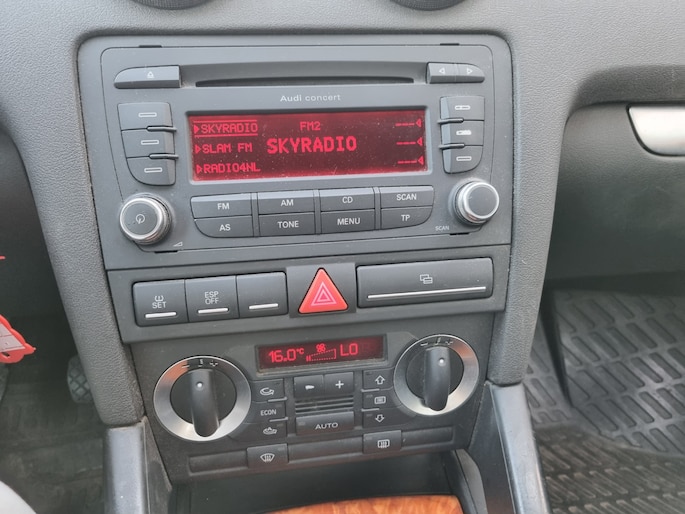 Audi concert
SKYRADIO FM2 ---
SLAM FM SKYRADIO ---
RADIO4NL ---
FM AM CD SCAN
AS TONE MENU TP
SCAN
SET
ESP
OFF
16.0°C LO
ECON
AUTO